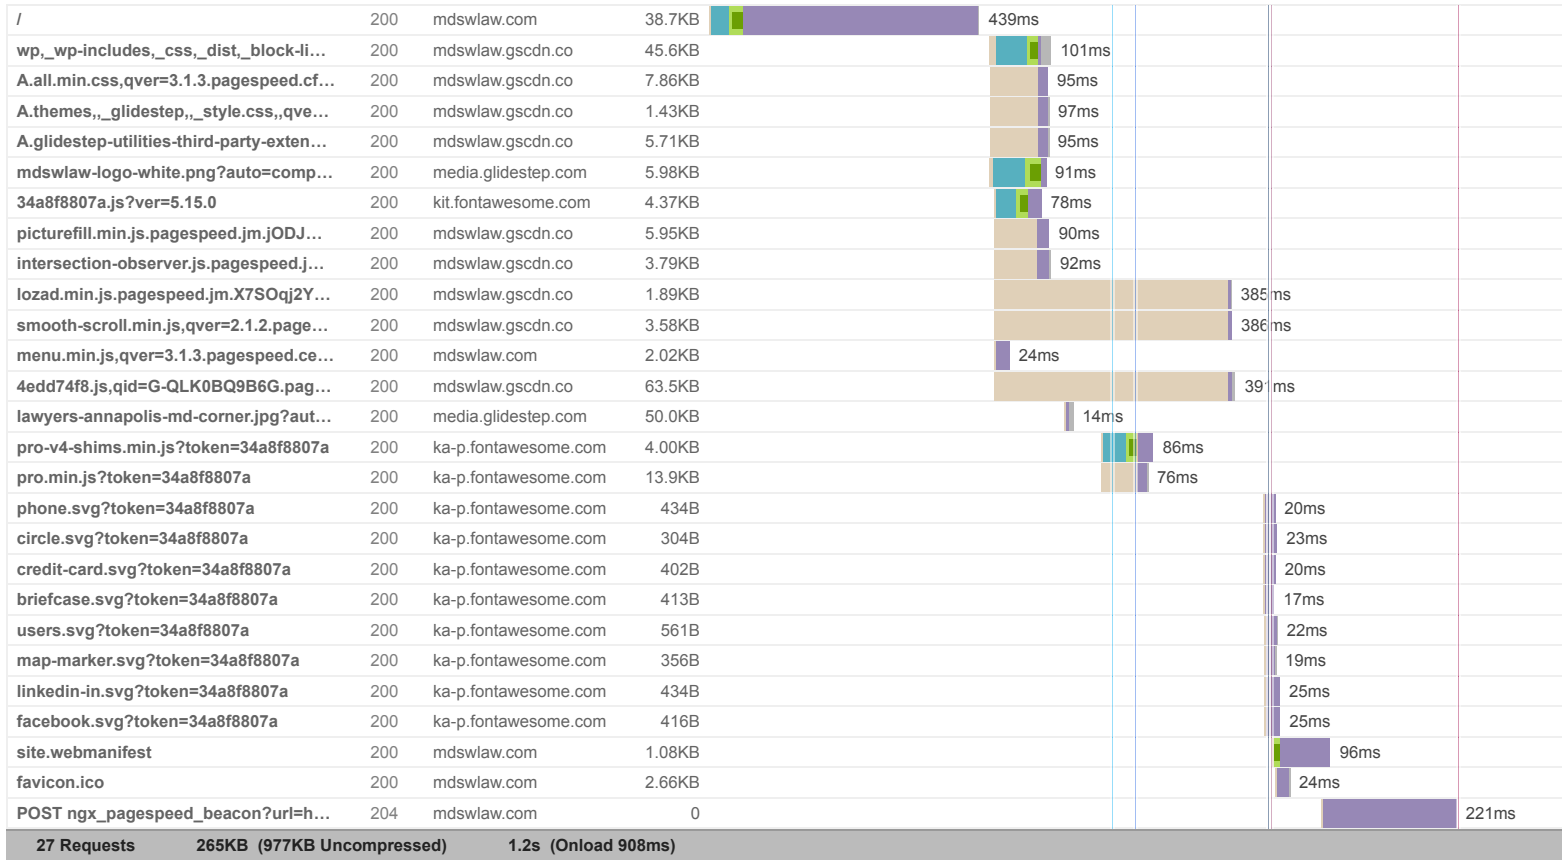 / 200 mdswlaw.com 38.7KB 439ms
wp,_wp-includes,_css,_dist,_block-li… 200 mdswlaw.gscdn.co 45.6KB 101ms
A.all.min.css,qver=3.1.3.pagespeed.cf… 200 mdswlaw.gscdn.co 7.86KB 95ms
A.themes,,_glidestep,,_style.css,,qve… 200 mdswlaw.gscdn.co 1.43KB 97ms
A.glidestep-utilities-third-party-exten… 200 mdswlaw.gscdn.co 5.71KB 95ms
mdswlaw-logo-white.png?auto=comp… 200 media.glidestep.com 5.98KB 91ms
34a8f8807a.js?ver=5.15.0 200 kit.fontawesome.com 4.37KB 78ms
picturefill.min.js.pagespeed.jm.jODJ… 200 mdswlaw.gscdn.co 5.95KB 90ms
intersection-observer.js.pagespeed.j… 200 mdswlaw.gscdn.co 3.79KB 92ms
lozad.min.js.pagespeed.jm.X7SOqj2Y… 200 mdswlaw.gscdn.co 1.89KB 385ms
smooth-scroll.min.js,qver=2.1.2.page… 200 mdswlaw.gscdn.co 3.58KB 386ms
menu.min.js,qver=3.1.3.pagespeed.ce… 200 mdswlaw.com 2.02KB 24ms
4edd74f8.js,qid=G-QLK0BQ9B6G.pag… 200 mdswlaw.gscdn.co 63.5KB 391ms
lawyers-annapolis-md-corner.jpg?aut… 200 media.glidestep.com 50.0KB 14ms
pro-v4-shims.min.js?token=34a8f8807a 200 ka-p.fontawesome.com 4.00KB 86ms
pro.min.js?token=34a8f8807a 200 ka-p.fontawesome.com 13.9KB 76ms
phone.svg?token=34a8f8807a 200 ka-p.fontawesome.com 434B 20ms
circle.svg?token=34a8f8807a 200 ka-p.fontawesome.com 304B 23ms
credit-card.svg?token=34a8f8807a 200 ka-p.fontawesome.com 402B 20ms
briefcase.svg?token=34a8f8807a 200 ka-p.fontawesome.com 413B 17ms
users.svg?token=34a8f8807a 200 ka-p.fontawesome.com 561B 22ms
map-marker.svg?token=34a8f8807a 200 ka-p.fontawesome.com 356B 19ms
linkedin-in.svg?token=34a8f8807a 200 ka-p.fontawesome.com 434B 25ms
facebook.svg?token=34a8f8807a 200 ka-p.fontawesome.com 416B 25ms
site.webmanifest 200 mdswlaw.com 1.08KB 96ms
favicon.ico 200 mdswlaw.com 2.66KB 24ms
POST ngx_pagespeed_beacon?url=h… 204 mdswlaw.com 0 221ms
27 Requests 265KB (977KB Uncompressed) 1.2s (Onload 908ms)